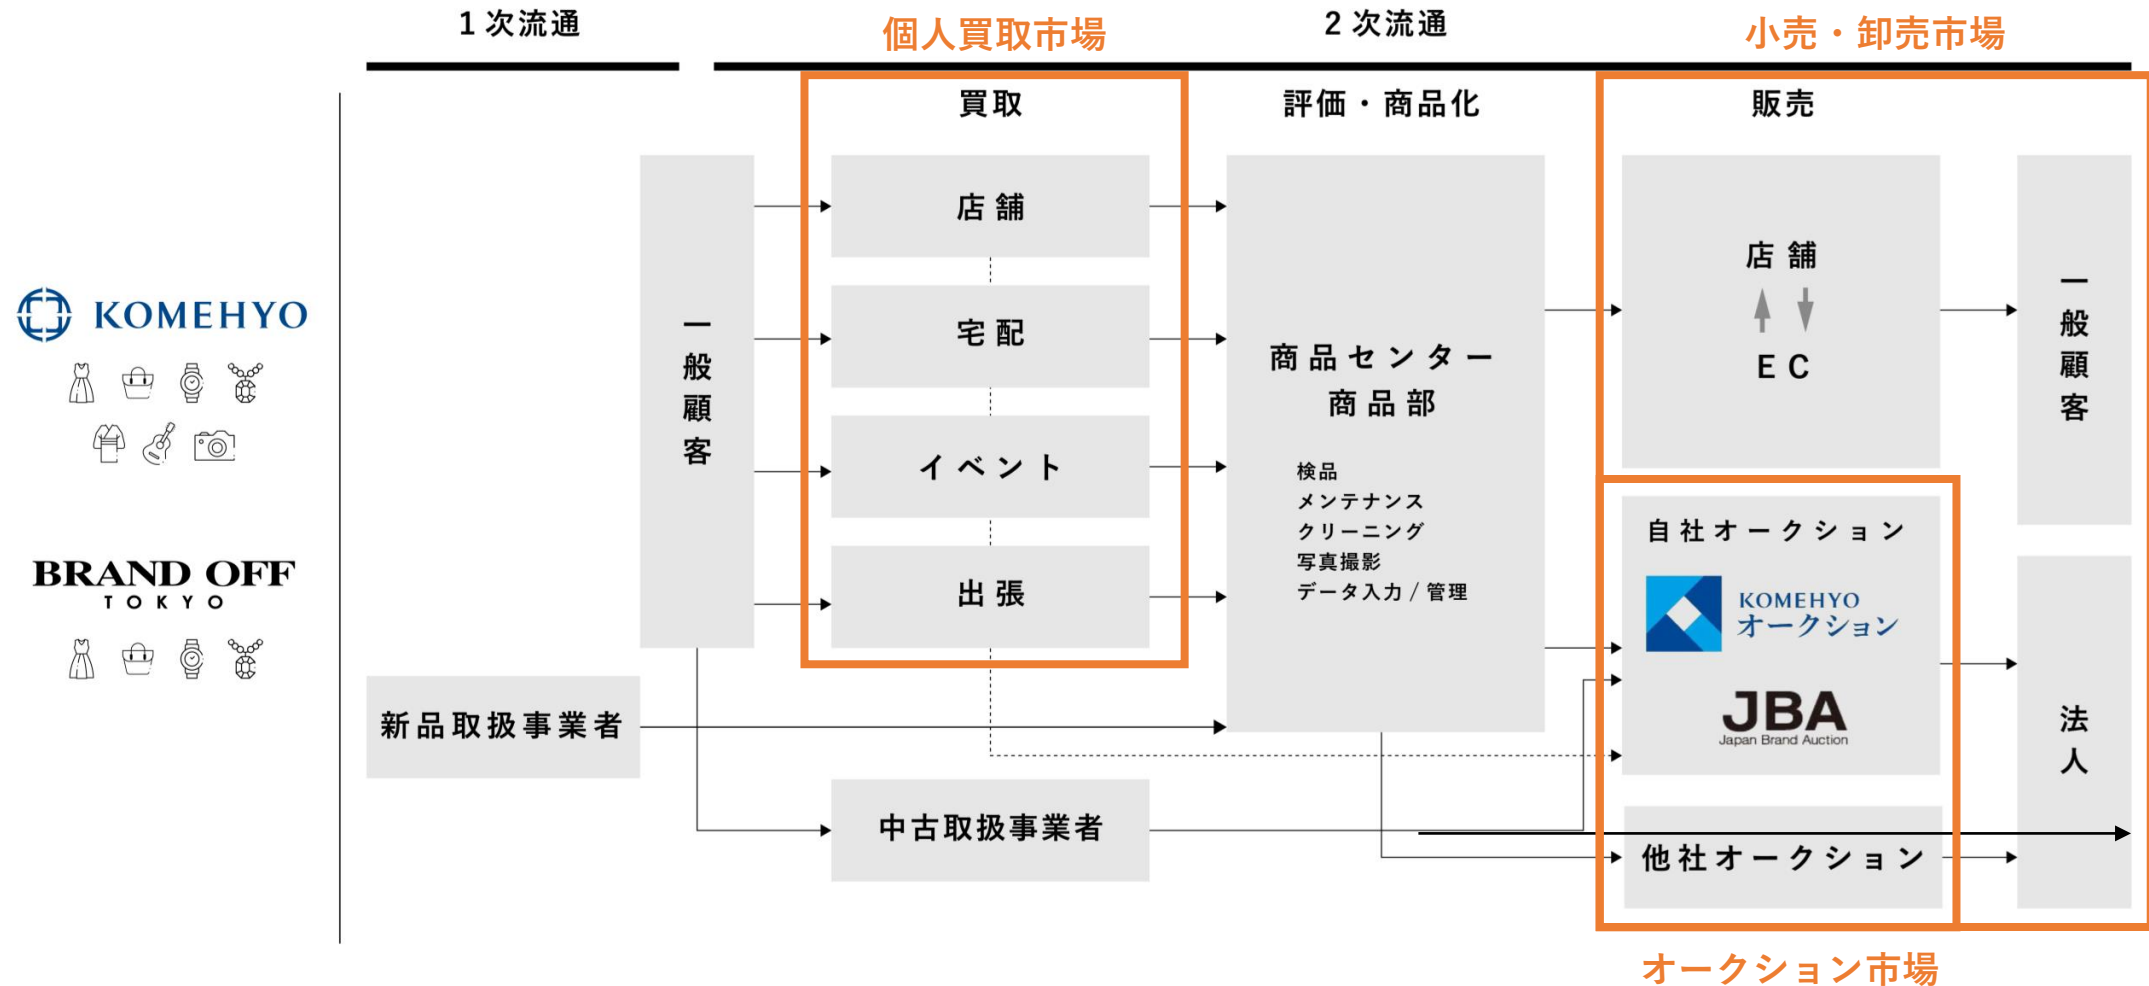 1次流通
個人買取市場
2次流通
小売・卸売市場
買取
評価・商品化
販売
KOMEHYO
BRAND OFF
TOKYO
一般顧客
新品取扱事業者
店舗
宅配
イベント
出張
中古取扱事業者
商品センター
商品部
検品
メンテナンス
クリーニング
写真撮影
データ入力 / 管理
店舗
EC
自社オークション
KOMEHYO
オークション
JBA
Japan Brand Auction
他社オークション
一般顧客
法人
オークション市場